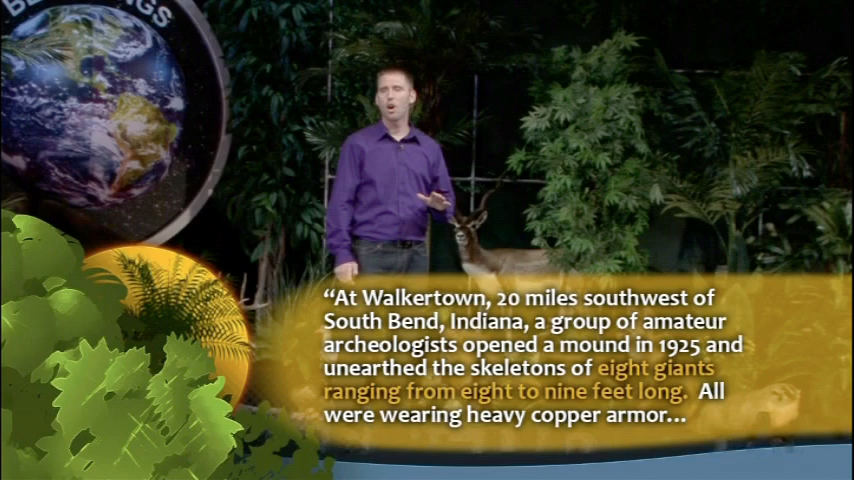 “At Walkertown, 20 miles southwest of
South Bend, Indiana, a group of amateur
archeologists opened a mound in 1925 and
unearthed the skeletons of eight giants
ranging from eight to nine feet long.  All
were wearing heavy copper armor...